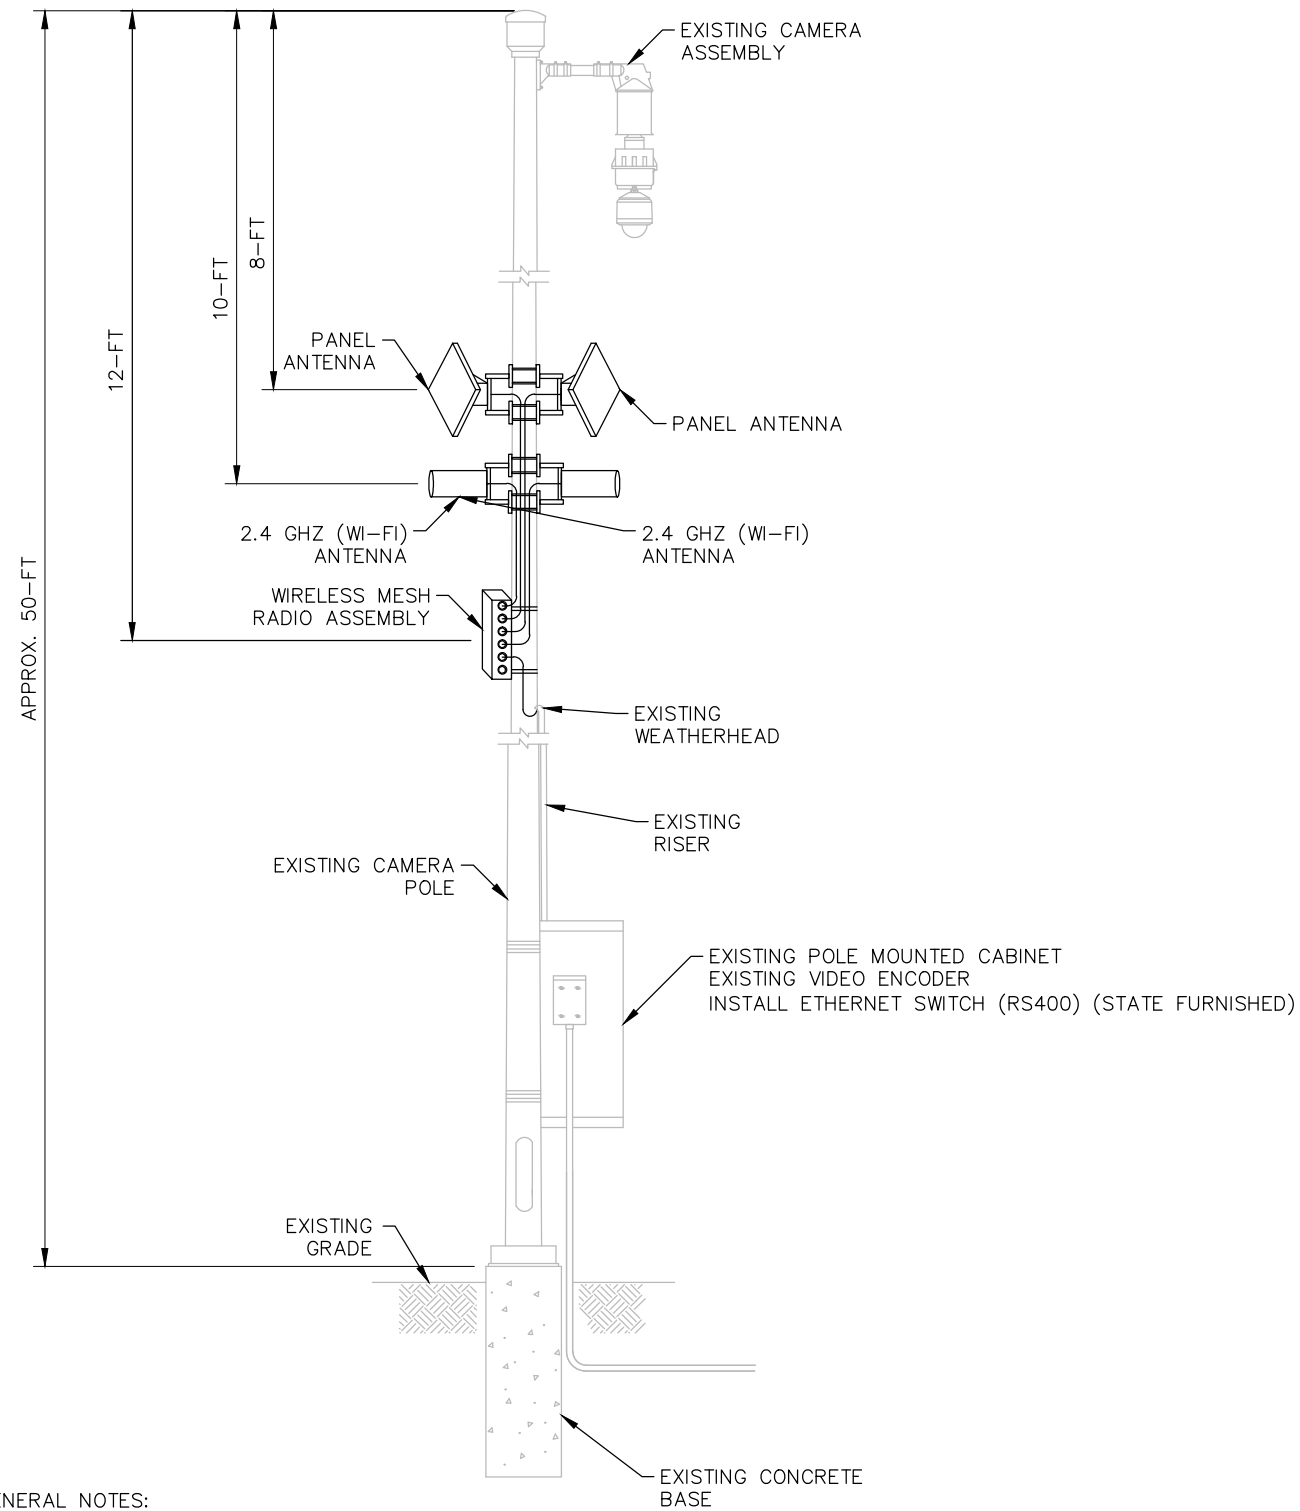 EXISTING CAMERA
ASSEMBLY
8-FT
10-FT
12-FT
APPROX. 50-FT
PANEL
ANTENNA
PANEL ANTENNA
2.4 GHZ (WI-FI)
ANTENNA
2.4 GHZ (WI-FI)
ANTENNA
WIRELESS MESH
RADIO ASSEMBLY
EXISTING
WEATHERHEAD
EXISTING
RISER
EXISTING CAMERA
POLE
EXISTING POLE MOUNTED CABINET
EXISTING VIDEO ENCODER
INSTALL ETHERNET SWITCH (RS400) (STATE FURNISHED)
EXISTING
GRADE
EXISTING CONCRETE
BASE
ENERAL NOTES: